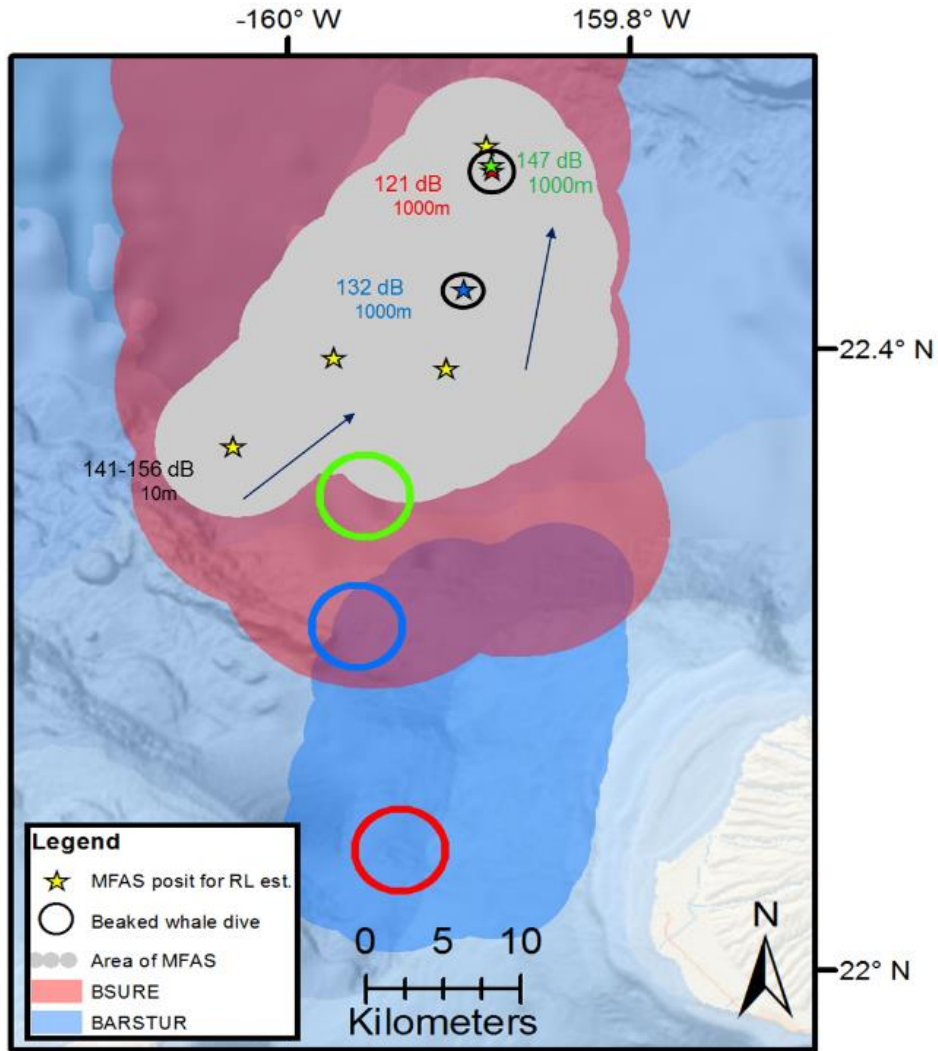 -160° W 159.8° W
147 dB
121 dB 1000m
1000m
132 dB
1000m
22.4° N
141-156 dB
10m
Legend
MFAS posit for RL est.
Beaked whale dive
Area of MFAS
BSURE
BARSTUR
0 5 10
Kilometers
N
22° N